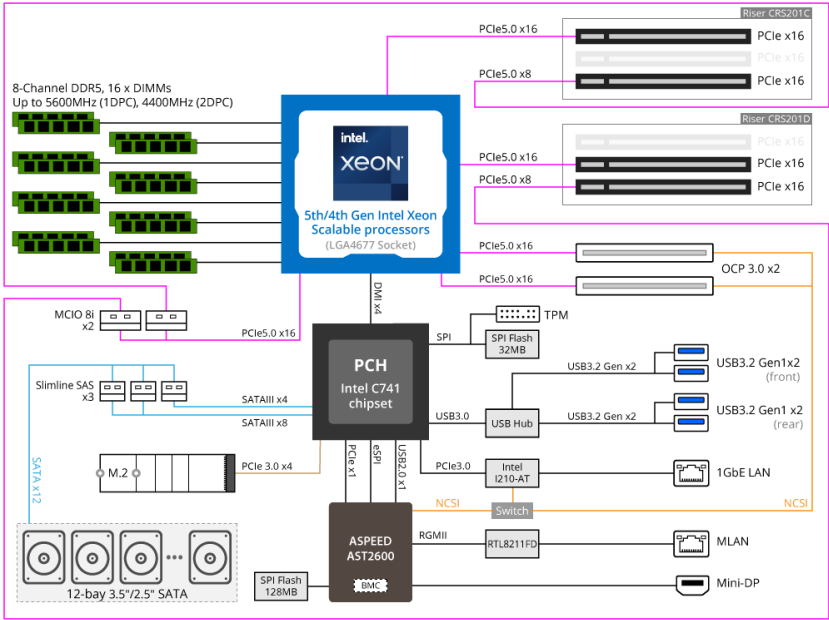 Riser CRS201C
PCIe5.0 x16
PCIe x16
PCIe x16
PCIe5.0 x8
PCIe x16
8-Channel DDR5, 16 x DIMMs
Up to 5600MHz (1DPC), 4400MHz (2DPC)
Riser CRS201D
PCIe x16
PCIe5.0 x16
PCIe x16
PCIe5.0 x8
PCIe x16
intel.
xeon
5th/4th Gen Intel Xeon
Scalable processors
(LGA4677 Socket)
PCIe5.0 x16
OCP 3.0 x2
PCIe5.0 x16
DMI x4
MCIO 8i
x2
PCIe5.0 x16
SPI
TPM
SPI Flash
32MB
PCH
Intel C741
chipset
USB3.2 Gen x2
USB3.2 Gen1x2
(front)
Slimline SAS
x3
SATAIII x4
SATAIII x8
USB3.0
USB Hub
USB3.2 Gen x2
USB3.2 Gen1 x2
(rear)
SATA x12
M.2
PCIe 3.0 x4
PCIe x1
eSPI
USB2.0 x1
PCIe3.0
Intel
I210-AT
1GbE LAN
NCSI
Switch
NCSI
ASPEED
AST2600
BMC
RGMII
RTL8211FD
MLAN
12-bay 3.5"/2.5" SATA
SPI Flash
128MB
Mini-DP